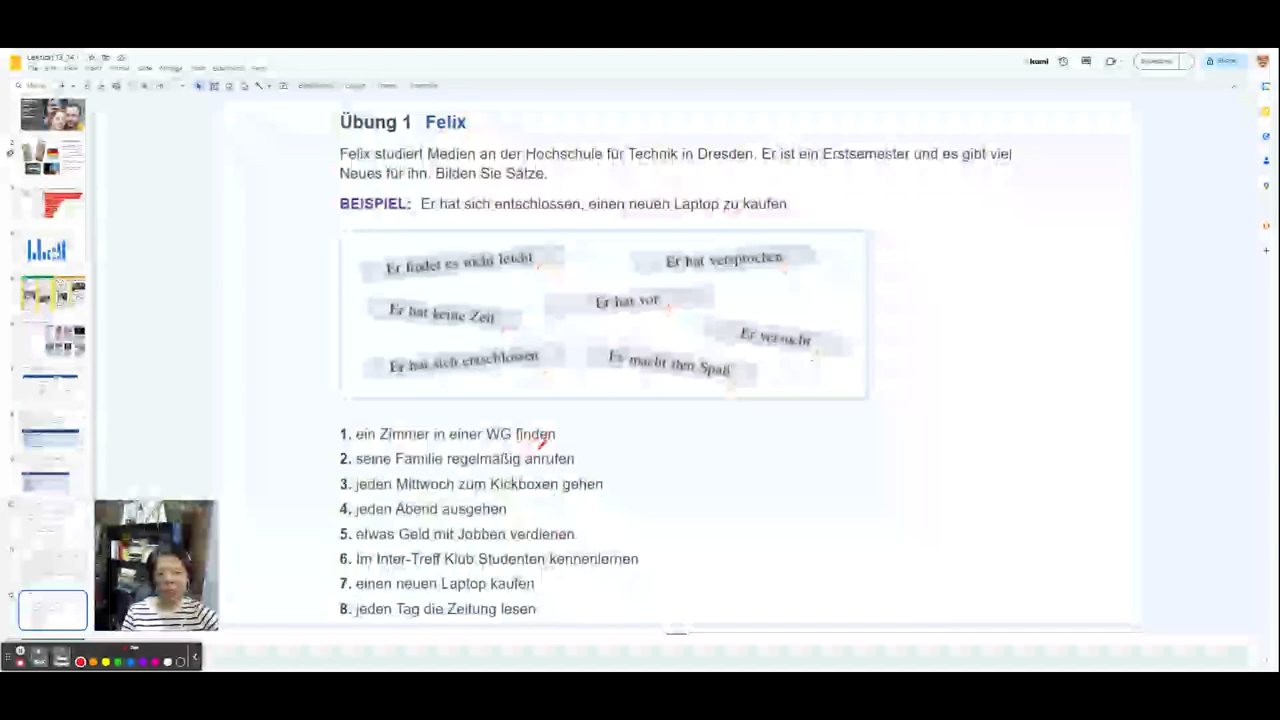 Lektion 13_14
kami
Übung 1 Felix
Felix studiert Medien an der Hochschule für Technik in Dresden. Er ist ein Erstsemester und es gibt viel
Neues für ihn. Bilden Sie Sätze.
BEISPIEL: Er hat sich entschlossen, einen neuen Laptop zu kaufen
Er findet es nicht leicht
Er hat versprochen
Er hat keine Zeit
Er hat vor
Er versucht
Er hat sich entschlossen
Es macht ihm Spaß
1. ein Zimmer in einer WG finden
2. seine Familie regelmäßig anrufen
3. jeden Mittwoch zum Kickboxen gehen
4. jeden Abend ausgehen
5. etwas Geld mit Jobben verdienen
6. im Inter-Treff Klub Studenten kennenlernen
7. einen neuen Laptop kaufen
8. jeden Tag die Zeitung lesen